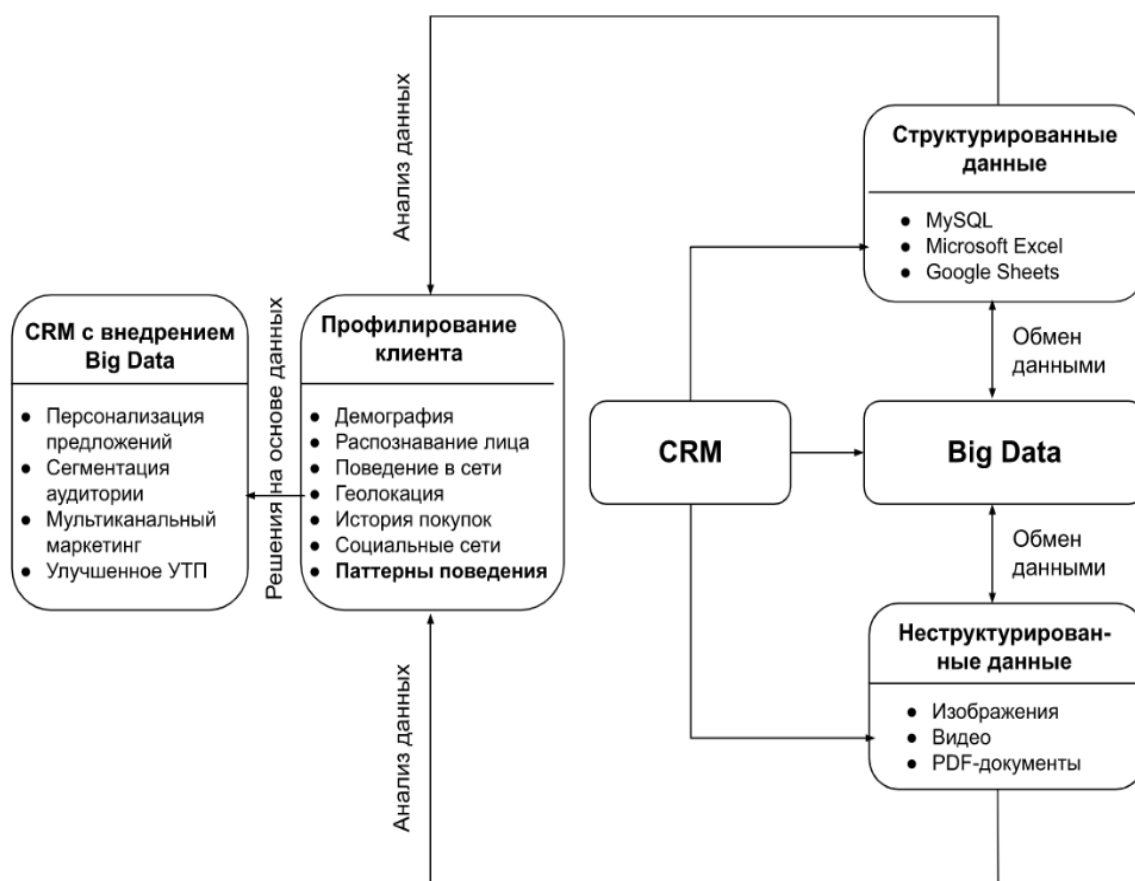 Анализ данных
Структурированные
данные
● MySQL
● Microsoft Excel
● Google Sheets
CRM с внедрением
Big Data
● Персонализация
предложений
● Сегментация
аудитории
● Мультиканальный
маркетинг
● Улучшенное УТП
Решения на основе данных
Профилирование
клиента
● Демография
● Распознавание лица
● Поведение в сети
● Геолокация
● История покупок
● Социальные сети
● Паттерны поведения
Обмен
данными
CRM
Big Data
Обмен
данными
Неструктурирован-
ные данные
● Изображения
● Видео
● PDF-документы
Анализ данных